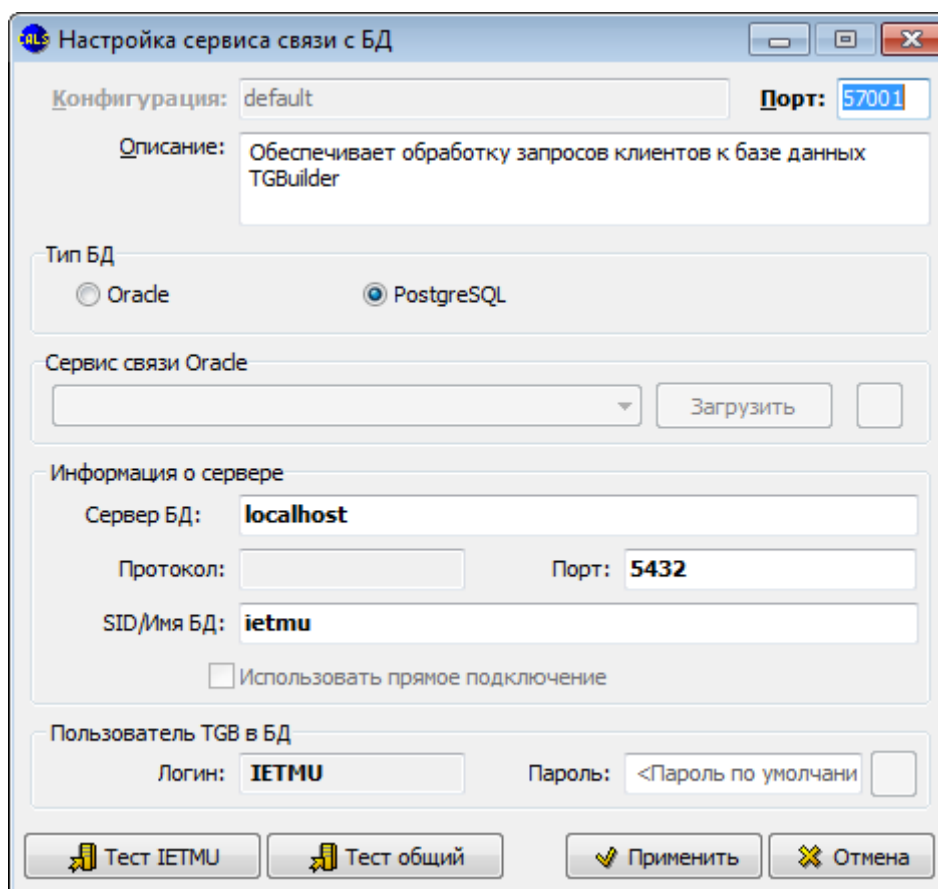 CALS Настройка сервиса связи с БД
Конфигурация: default Порт: 57001
Описание: Обеспечивает обработку запросов клиентов к базе данных
TGBuilder
Тип БД
Oracle PostgreSQL
Сервис связи Oracle
Загрузить
Информация о сервере
Сервер БД: localhost
Протокол: Порт: 5432
SID/Имя БД: ietmu
Использовать прямое подключение
Пользователь TGB в БД
Логин: IETMU Пароль: <Пароль по умолчани
Тест IETMU Тест общий Применить Отмена